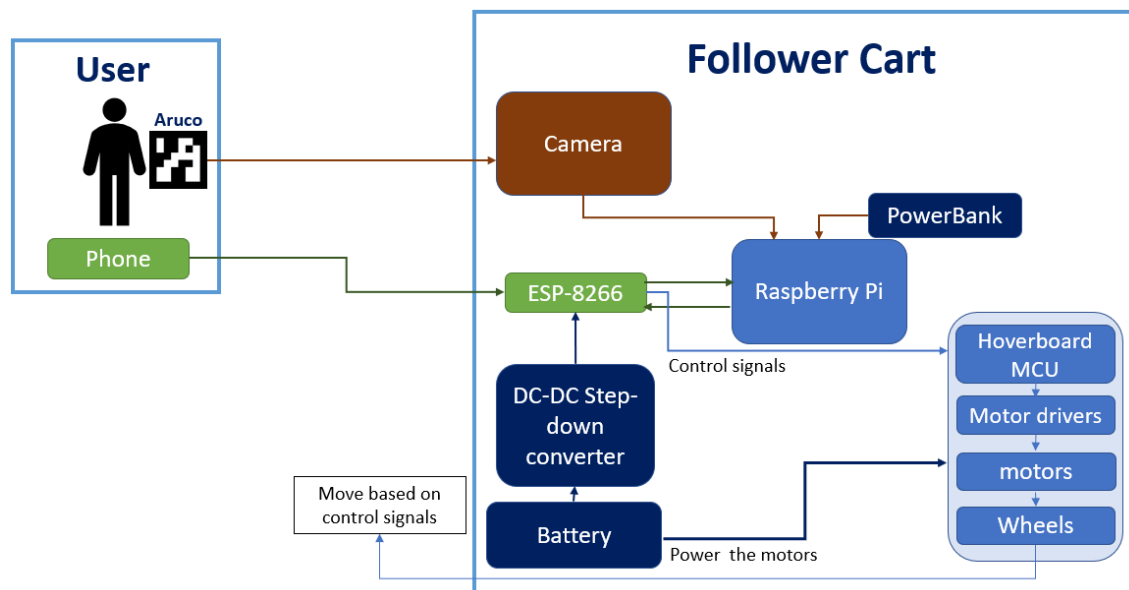 User
Aruco
Phone
Follower Cart
Camera
PowerBank
Raspberry Pi
ESP-8266
Control signals
Hoverboard
MCU
Motor drivers
motors
Wheels
DC-DC Step-
down
converter
Battery
Power the motors
Move based on
control signals